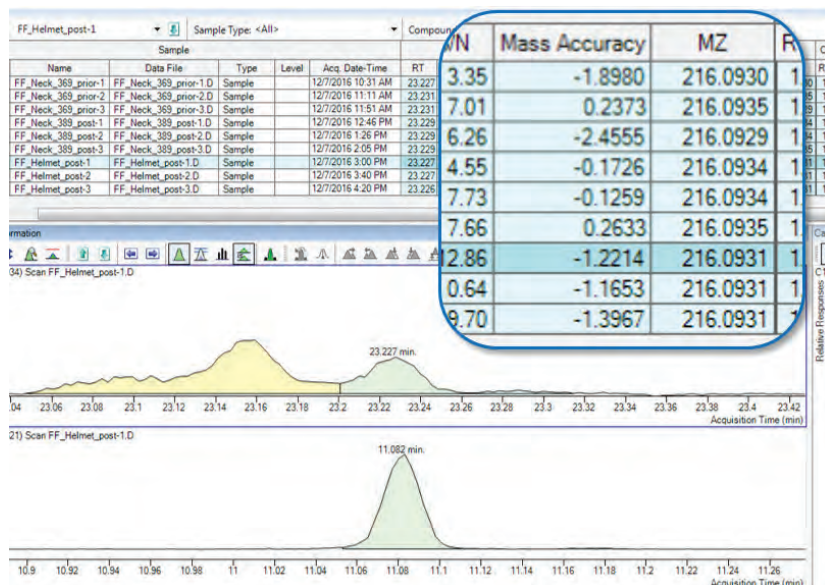 FF_Helmet_post-1 Sample Type: <All> Compoun
Sample
Name Data File Type Level Acq. Date-Time RT
FF_Neck_369_prior-1 FF_Neck_369_prior-1.D Sample 12/7/2016 10:31 AM 23.227
FF_Neck_369_prior-2 FF_Neck_369_prior-2.D Sample 12/7/2016 11:11 AM 23.231
FF_Neck_369_prior-3 FF_Neck_369_prior-3.D Sample 12/7/2016 11:51 AM 23.231
FF_Neck_389_post-1 FF_Neck_389_post-1.D Sample 12/7/2016 12:46 PM 23.229
FF_Neck_389_post-2 FF_Neck_389_post-2.D Sample 12/7/2016 1:26 PM 23.229
FF_Neck_389_post-3 FF_Neck_389_post-3.D Sample 12/7/2016 2:05 PM 23.229
FF_Helmet_post-1 FF_Helmet_post-1.D Sample 12/7/2016 3:00 PM 23.227
FF_Helmet_post-2 FF_Helmet_post-2.D Sample 12/7/2016 3:40 PM 23.227
FF_Helmet_post-3 FF_Helmet_post-3.D Sample 12/7/2016 4:20 PM 23.226
/N Mass Accuracy MZ R
3.35 -1.8980 216.0930 1.
7.01 0.2373 216.0935 1.
6.26 -2.4555 216.0929 1.
4.55 -0.1726 216.0934 1.
7.73 -0.1259 216.0934 1.
7.66 0.2633 216.0935 1.
12.86 -1.2214 216.0931 1.
0.64 -1.1653 216.0931 1.
9.70 -1.3967 216.0931 1.
rmation
34) Scan FF_Helmet_post-1.D
23.227 min.
.04 23.06 23.08 23.1 23.12 23.14 23.16 23.18 23.2 23.22 23.24 23.26 23.28 23.3 23.32 23.34 23.36 23.38 23.4 23.42
Acquisition Time (min)
21) Scan FF_Helmet_post-1.D
11.082 min.
10.9 10.92 10.94 10.96 10.98 11 11.02 11.04 11.06 11.08 11.1 11.12 11.14 11.16 11.18 11.2 11.22 11.24 11.26
Acquisition Time (min)
Ca
C1
Relative Responses